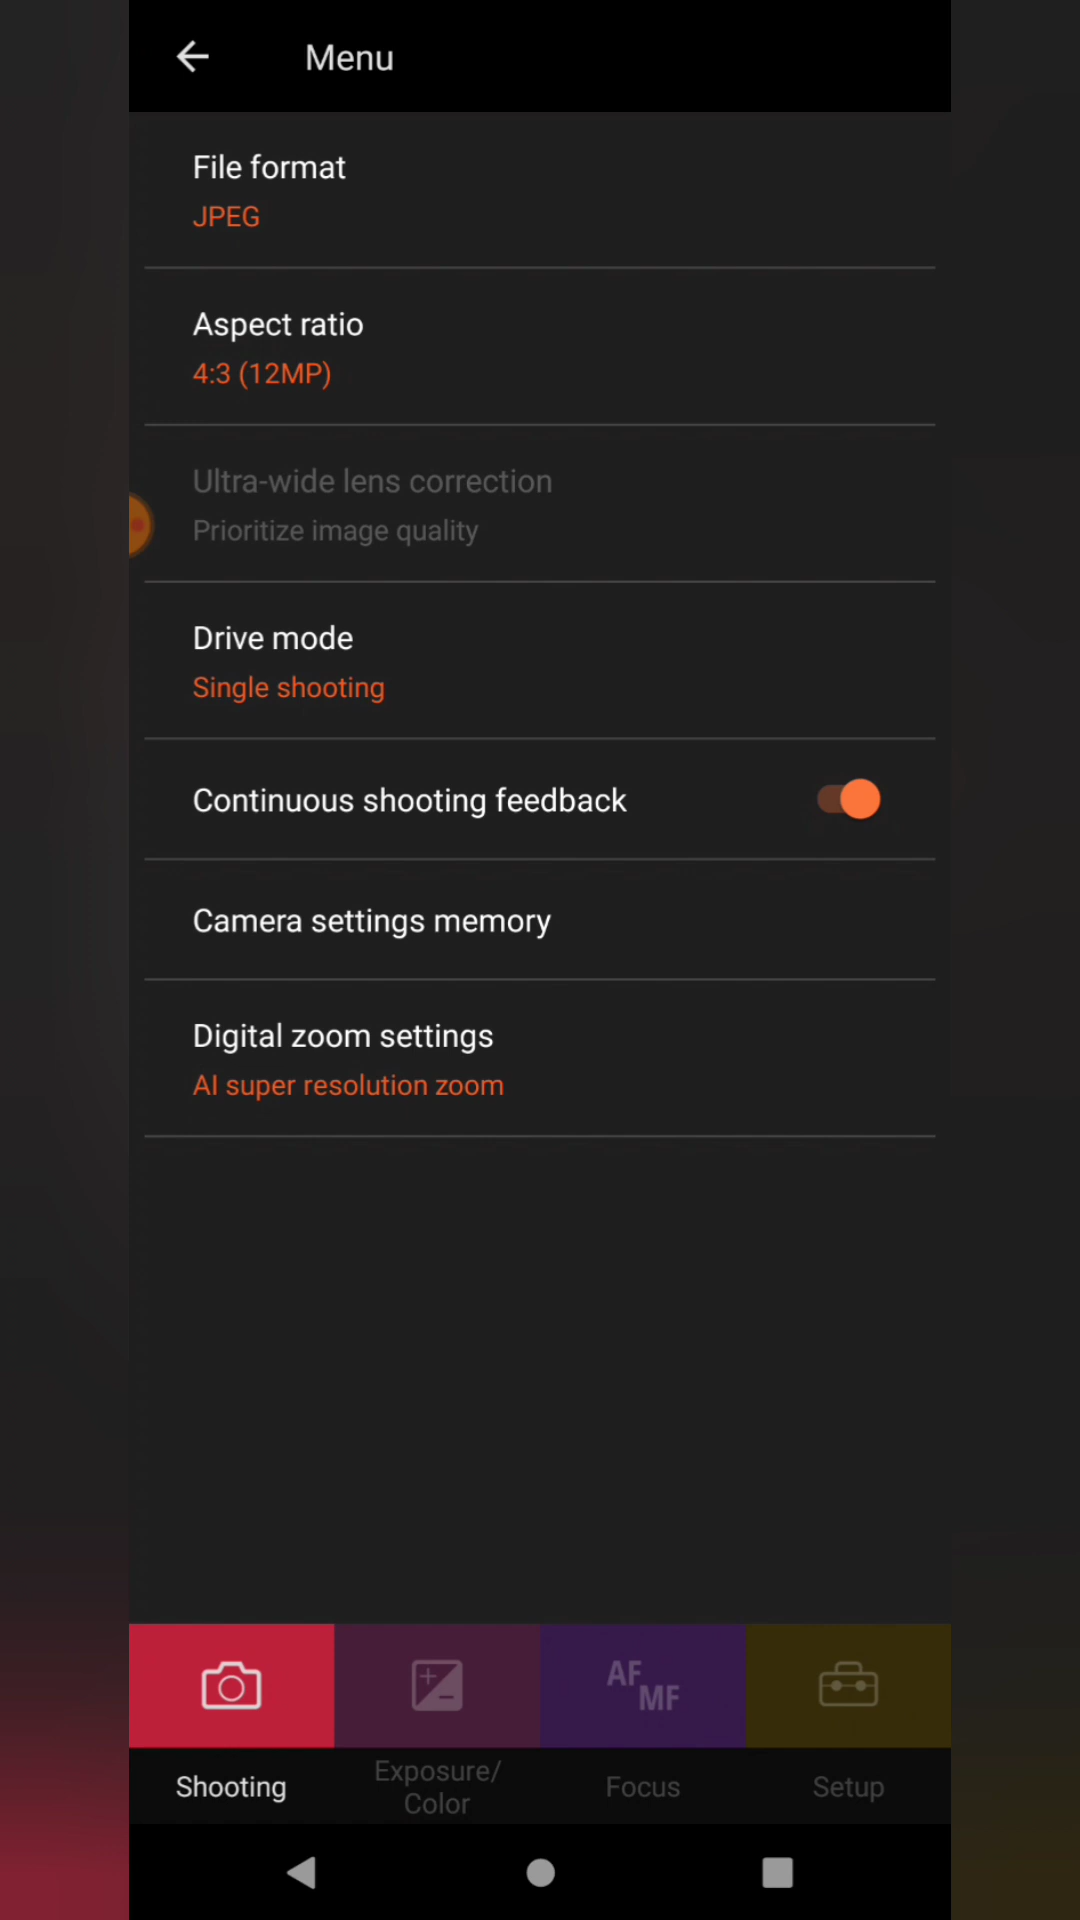 Menu
File format
JPEG
Aspect ratio
4:3 (12MP)
Ultra-wide lens correction
Prioritize image quality
Drive mode
Single shooting
Continuous shooting feedback
Camera settings memory
Digital zoom settings
AI super resolution zoom
AF
MF
Shooting
Exposure/
Color
Focus
Setup